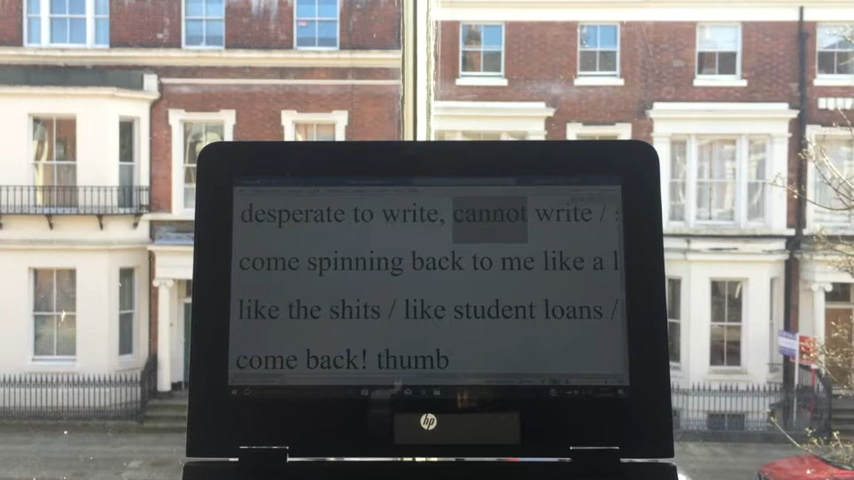 desperate to write, cannot write /
come spinning back to me like a
like the shits / like student loans /
come back! thumb
hp